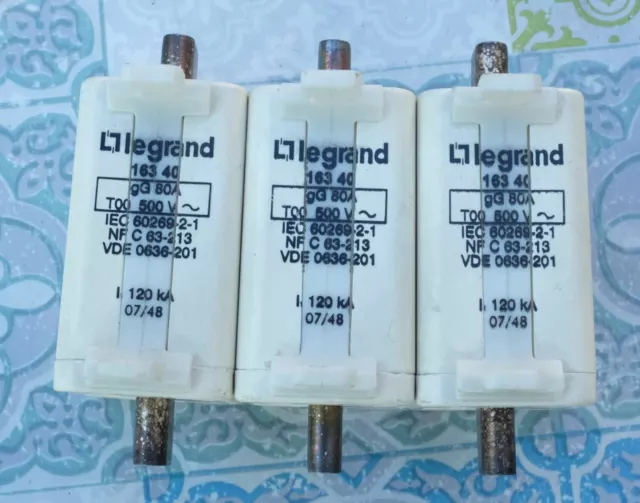 legrand
163 40
gG 80A
T00 500 V ~
IEC 60269-2-1
NF C 63-213
VDE 0636-201
I₁ 120 kA
07/48
legrand
163 40
gG 80A
T00 500 V ~
IEC 60269-2-1
NF C 63-213
VDE 0636-201
I₁ 120 kA
07/48
legrand
163 40
gG 80A
T00 500 V ~
IEC 60269-2-1
NF C 63-213
VDE 0636-201
I₁ 120 kA
07/48